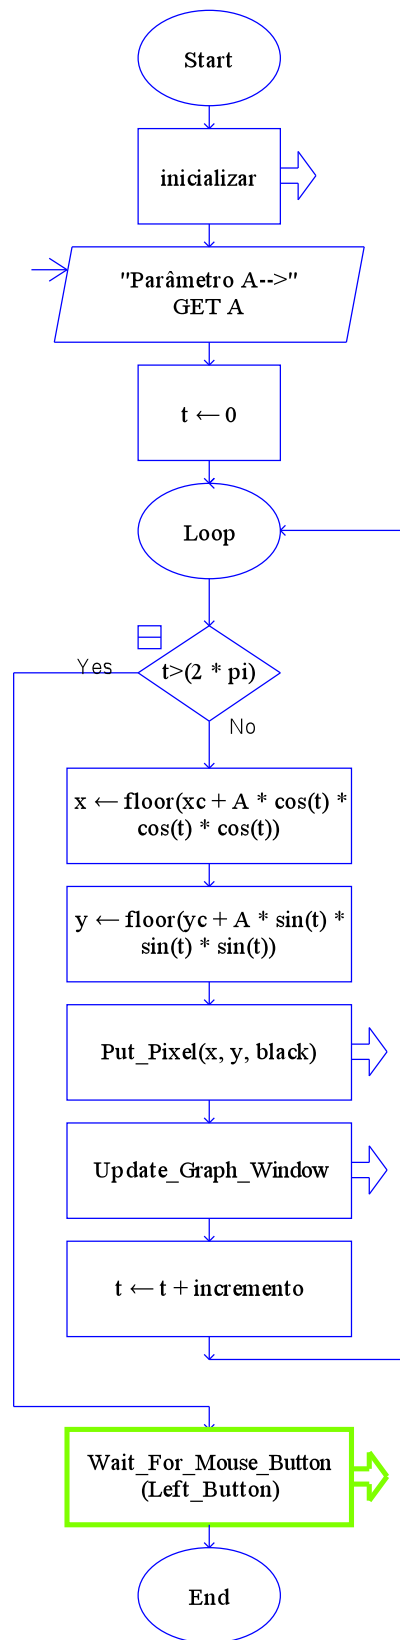 Start
inicializar
"Parâmetro A-->"
GET A
t ← 0
Loop
Yes
t>(2 * pi)
No
x ← floor(xc + A * cos(t) *
cos(t) * cos(t))
y ← floor(yc + A * sin(t) *
sin(t) * sin(t))
Put_Pixel(x, y, black)
Update_Graph_Window
t ← t + incremento
Wait_For_Mouse_Button
(Left_Button)
End